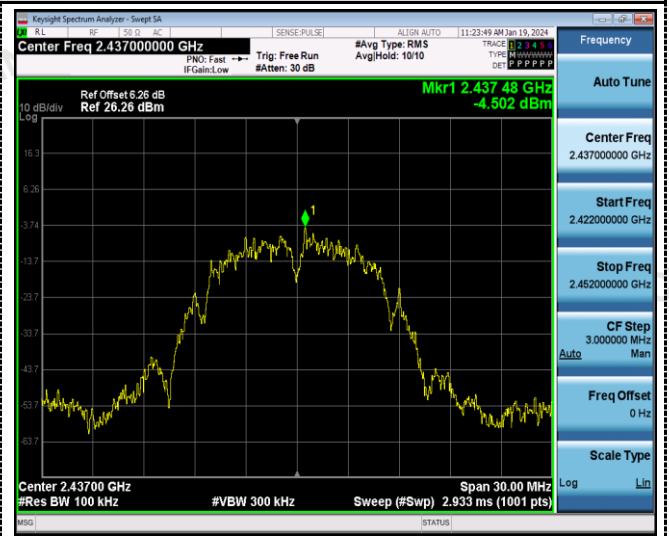 Keysight Spectrum Analyzer - Swept SA
RL RF 50 Ω AC SENSE:PULSE ALIGN AUTO 11:23:49 AM Jan 19, 2024
Center Freq 2.437000000 GHz
PNO: Fast
IFGain:Low
Trig: Free Run
#Atten: 30 dB
#Avg Type: RMS
Avg|Hold: 10/10
TRACE 1 2 3 4 5 6
TYPE M W W W W W
DET P P P P P P
Frequency
Mkr1 2.437 48 GHz
-4.502 dBm
Ref Offset 6.26 dB
10 dB/div Ref 26.26 dBm
Log
16.3
6.26
-3.74
-13.7
-23.7
-33.7
-43.7
-53.7
-63.7
1
Center 2.43700 GHz Span 30.00 MHz
#Res BW 100 kHz #VBW 300 kHz Sweep (#Swp) 2.933 ms (1001 pts)
MSG STATUS
Auto Tune
Center Freq
2.437000000 GHz
Start Freq
2.422000000 GHz
Stop Freq
2.452000000 GHz
CF Step
3.000000 MHz
Auto Man
Freq Offset
0 Hz
Scale Type
Log Lin